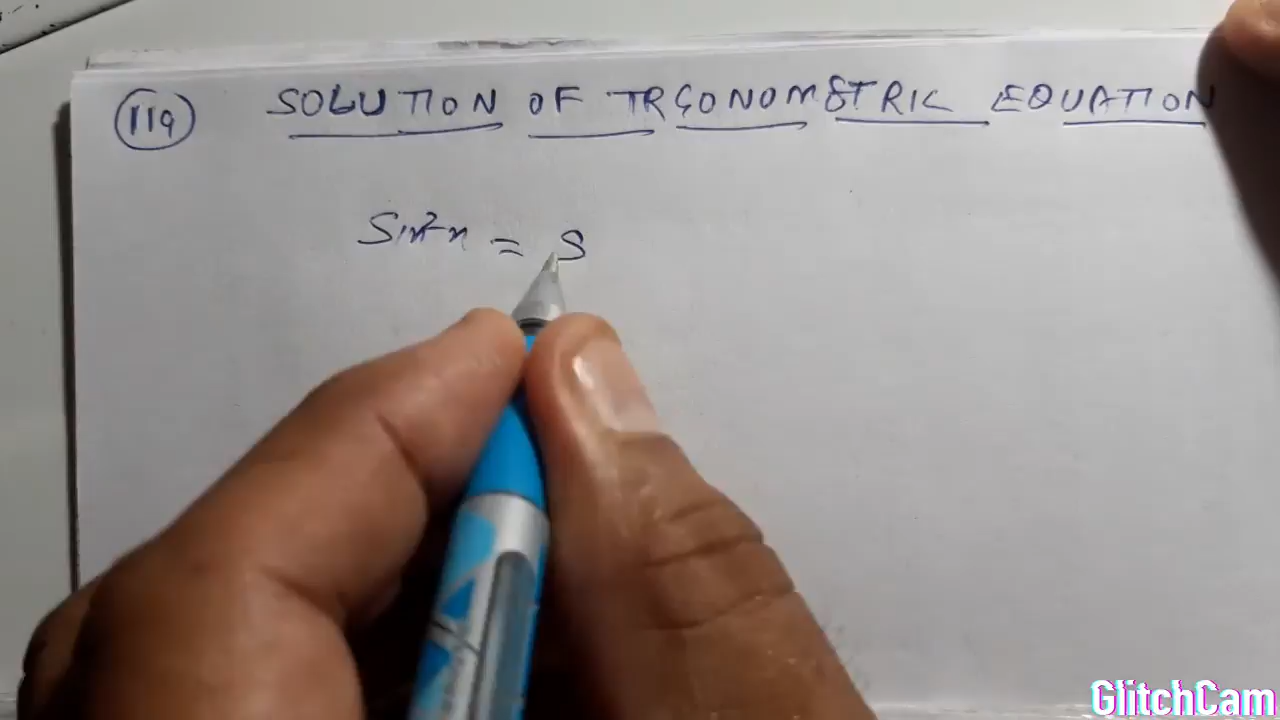 119 SOLUTION OF TRGONOMETRIC EQUATION
Sin²x = S
GlitchCam